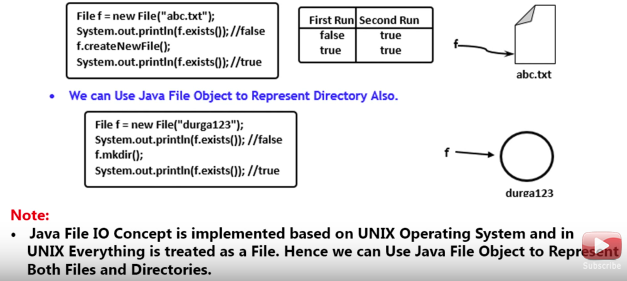 File f = new File("abc.txt");
System.out.println(f.exists()); //false
f.createNewFile();
System.out.println(f.exists()); //true
First Run Second Run
false true
true true
f
abc.txt
• We can Use Java File Object to Represent Directory Also.
File f = new File("durga123");
System.out.println(f.exists()); //false
f.mkdir();
System.out.println(f.exists()); //true
f
durga123
Note:
• Java File IO Concept is implemented based on UNIX Operating System and in
UNIX Everything is treated as a File. Hence we can Use Java File Object to Represent
Both Files and Directories.
Subscribe